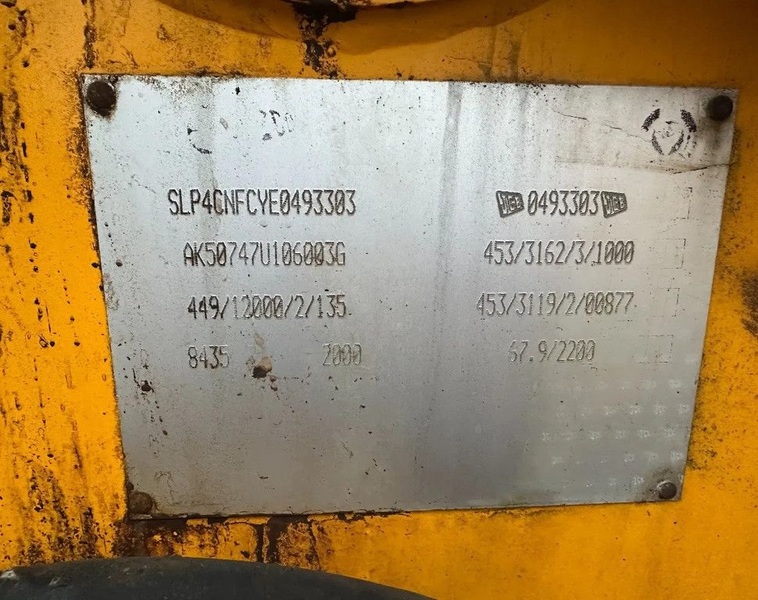 SLP4CNFCYE0493303
JCB 0493303 JCB
AK50747U106003G
453/3162/3/1000
449/12000/2/135
453/3119/2/00877
8435 2000
67.9/2200